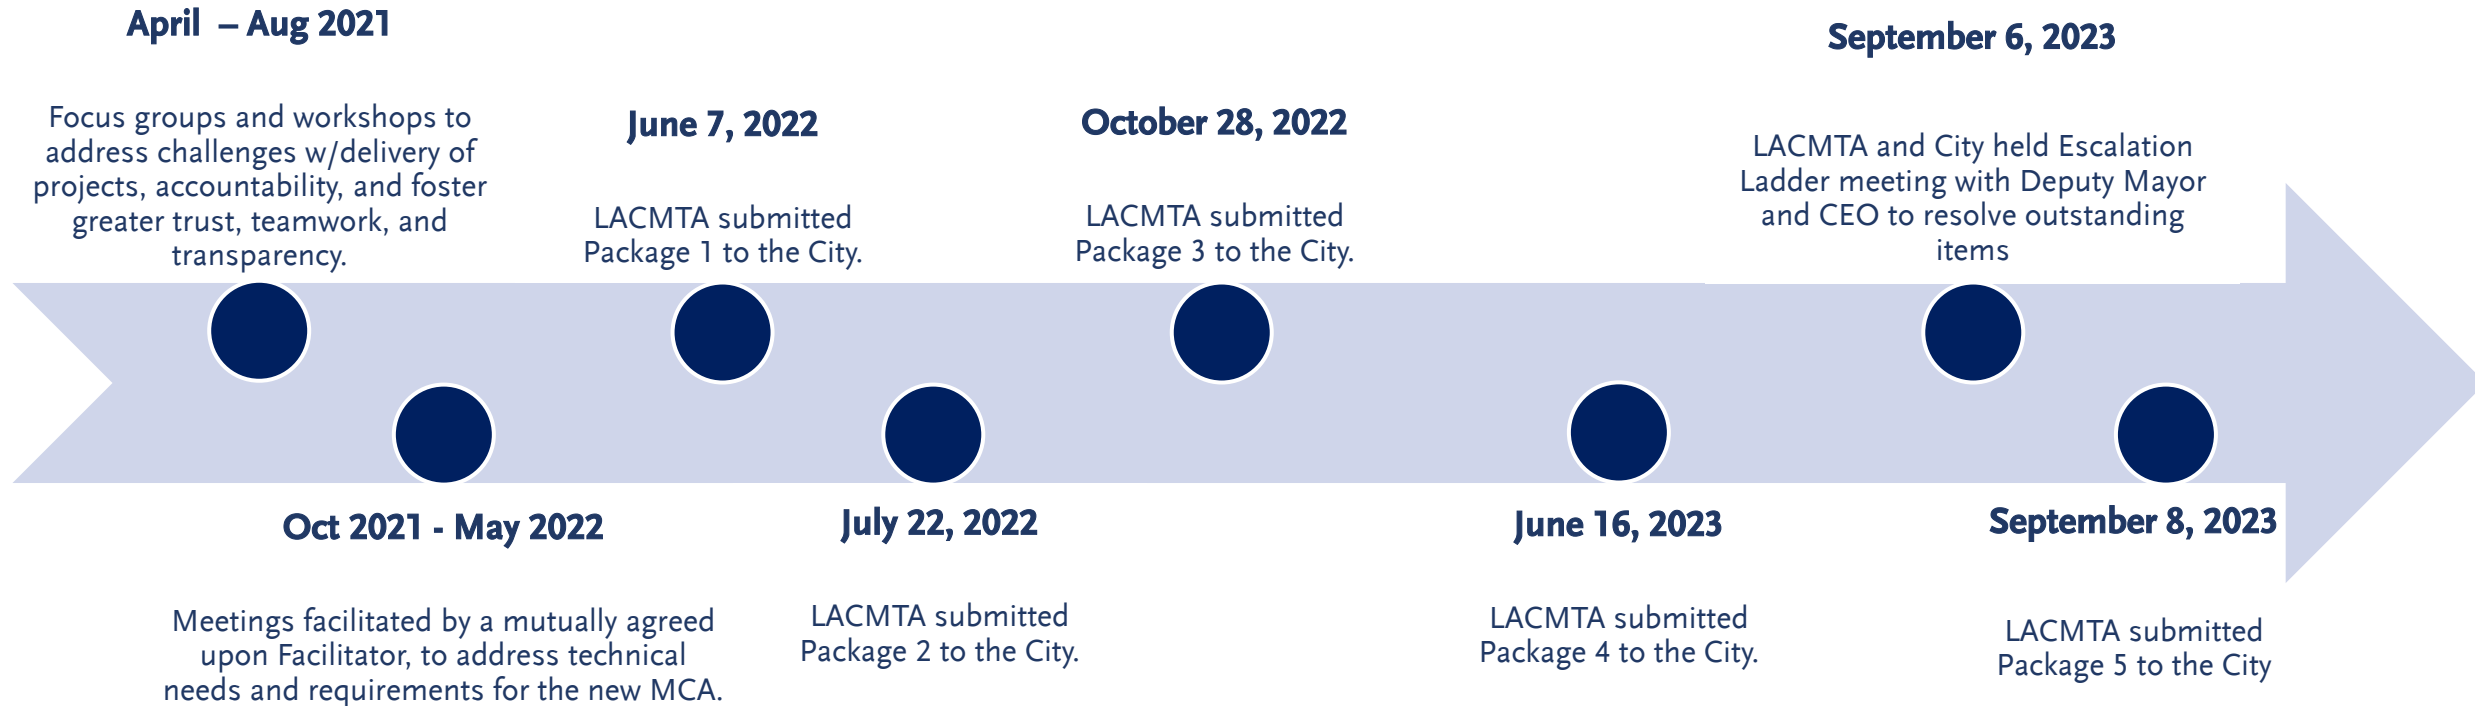 April – Aug 2021
Focus groups and workshops to
address challenges w/delivery of
projects, accountability, and foster
greater trust, teamwork, and
transparency.
Oct 2021 - May 2022
Meetings facilitated by a mutually agreed
upon Facilitator, to address technical
needs and requirements for the new MCA.
June 7, 2022
LACMTA submitted
Package 1 to the City.
July 22, 2022
LACMTA submitted
Package 2 to the City.
October 28, 2022
LACMTA submitted
Package 3 to the City.
June 16, 2023
LACMTA submitted
Package 4 to the City.
September 6, 2023
LACMTA and City held Escalation
Ladder meeting with Deputy Mayor
and CEO to resolve outstanding
items
September 8, 2023
LACMTA submitted
Package 5 to the City